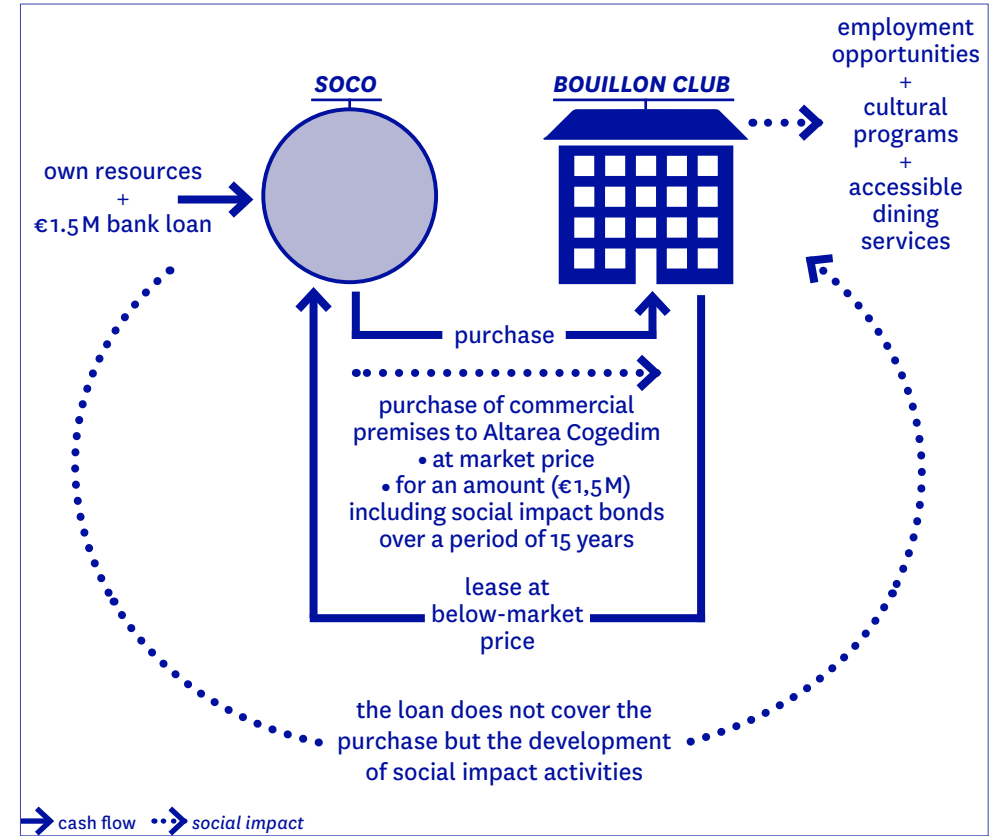 SOCO
BOUILLON CLUB
employment
opportunities
+
cultural
programs
+
accessible
dining
services
own resources
+
€1.5M bank loan
purchase
purchase of commercial
premises to Altarea Cogedim
• at market price
• for an amount (€1,5M)
including social impact bonds
over a period of 15 years
lease at
below-market
price
the loan does not cover the
purchase but the development
of social impact activities
cash flow
social impact